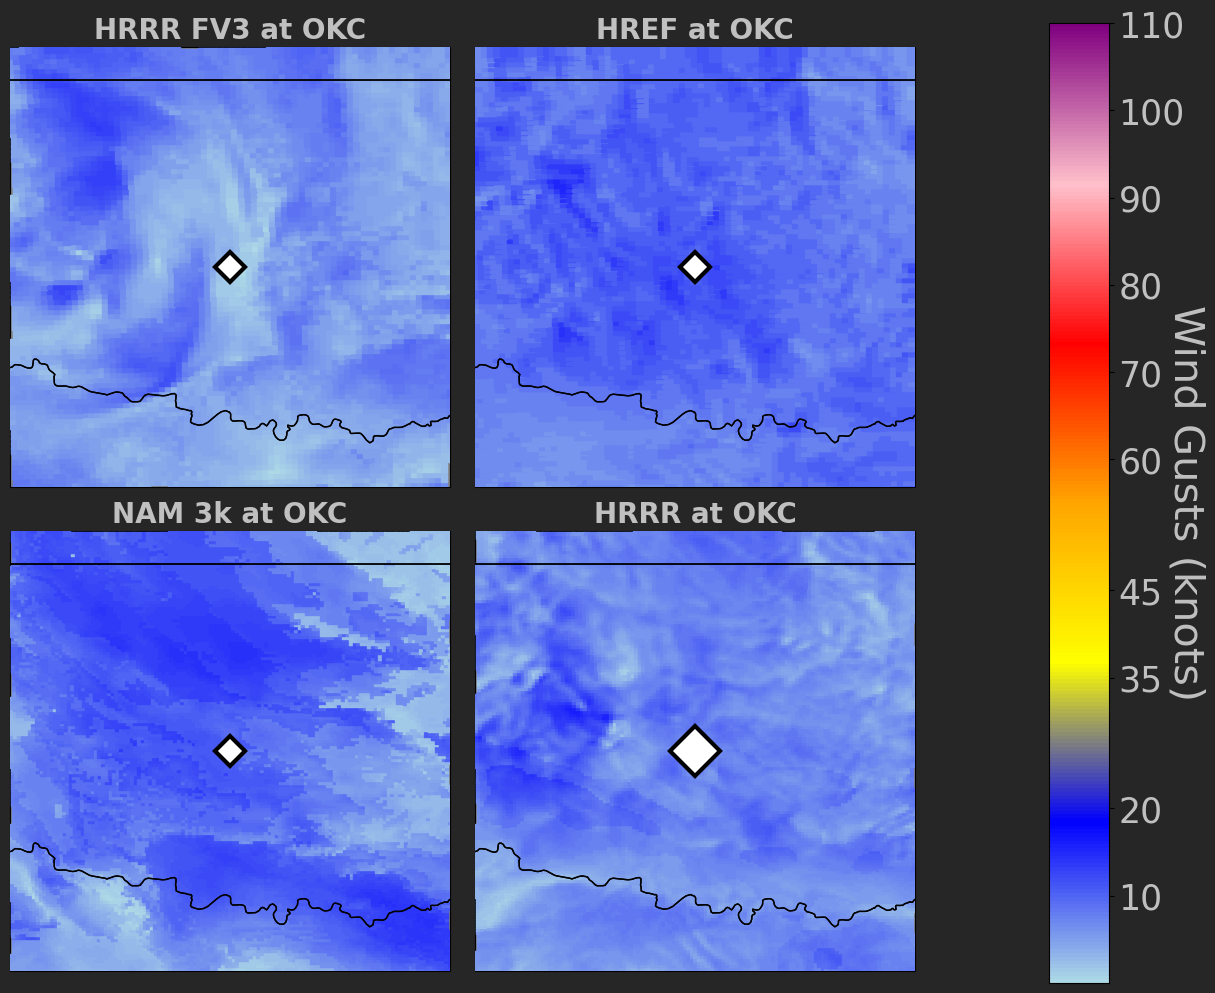 HRRR FV3 at OKC
HREF at OKC
NAM 3k at OKC
HRRR at OKC
110
100
90
80
70
60
45
35
20
10
Wind Gusts (knots)